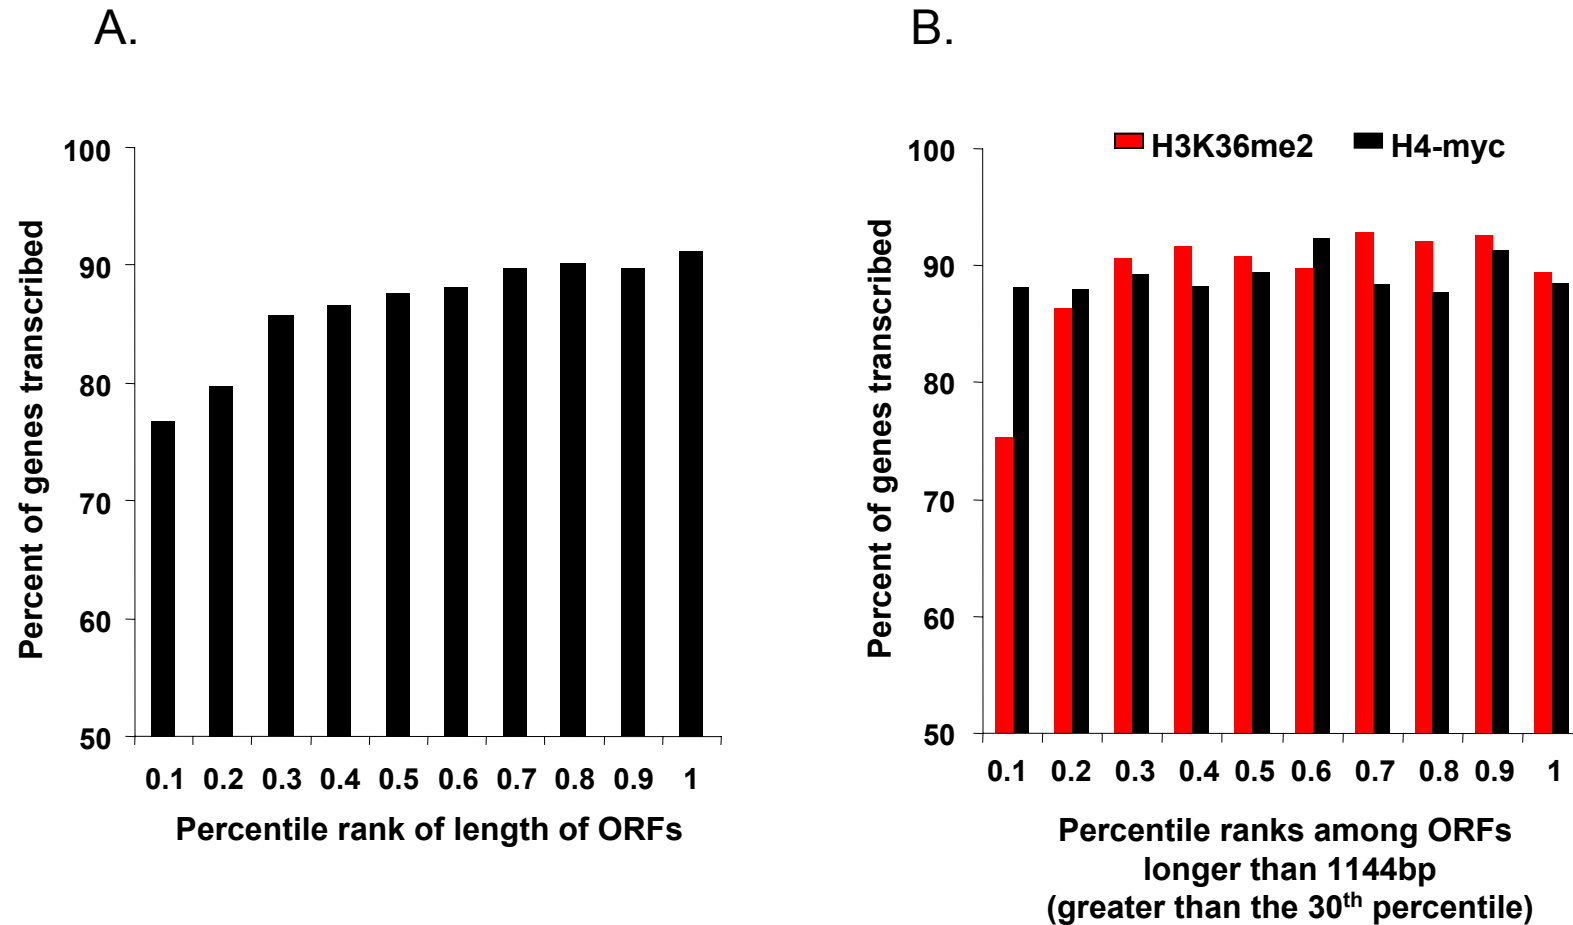 A.
100
90
80
70
60
50
Percent of genes transcribed
0.1 0.2 0.3 0.4 0.5 0.6 0.7 0.8 0.9 1
Percentile rank of length of ORFs
B.
H3K36me2 H4-myc
100
90
80
70
60
50
Percent of genes transcribed
0.1 0.2 0.3 0.4 0.5 0.6 0.7 0.8 0.9 1
Percentile ranks among ORFs
longer than 1144bp
(greater than the 30th percentile)